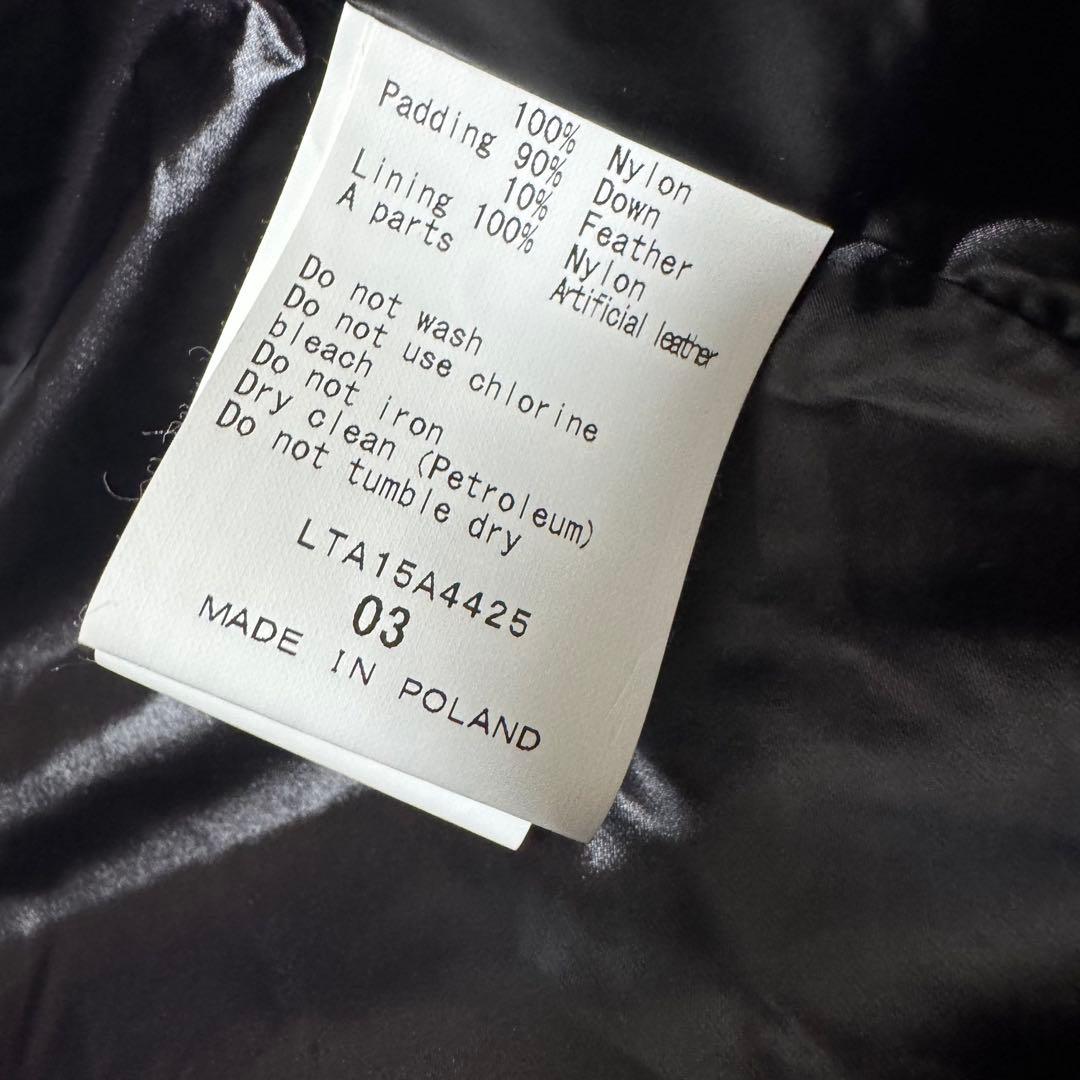 100% Nylon
Padding 90% Down
10% Feather
Lining 100% Nylon
A parts Artificial leather
Do not wash
Do not use chlorine
bleach
Do not iron
Dry clean (Petroleum)
Do not tumble dry
LTA15A4425
03
MADE IN POLAND